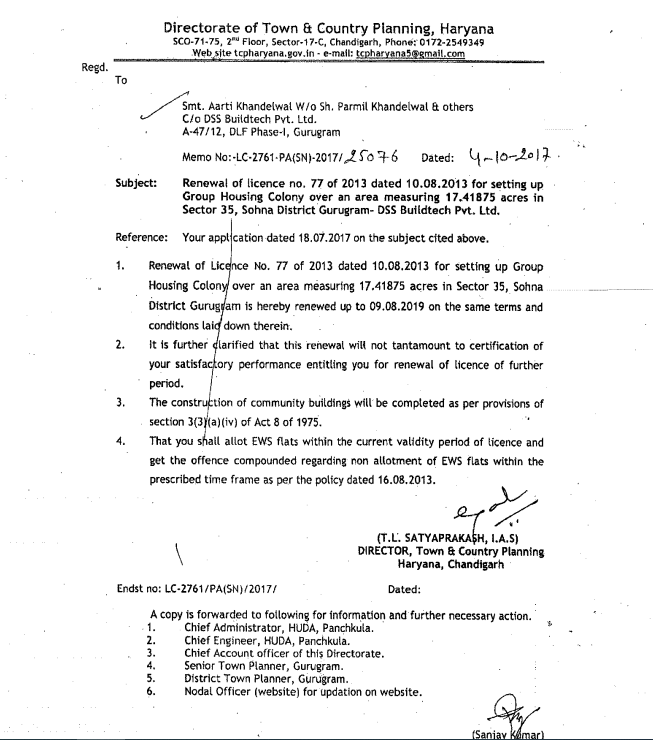 Directorate of Town & Country Planning, Haryana
SCO-71-75, 2nd Floor, Sector-17-C, Chandigarh, Phone: 0172-2549349
Web site tcpharyana.gov.in - e-mail: tcpharyana5@gmail.com
Regd.
To
Smt. Aarti Khandelwal W/o Sh. Parmil Khandelwal & others
C/o DSS Buildtech Pvt. Ltd.
A-47/12, DLF Phase-I, Gurugram
Memo No:-LC-2761-PA(SN)-2017/ 25076 Dated: 4-10-2017
Subject: Renewal of licence no. 77 of 2013 dated 10.08.2013 for setting up
Group Housing Colony over an area measuring 17.41875 acres in
Sector 35, Sohna District Gurugram- DSS Buildtech Pvt. Ltd.
Reference: Your application dated 18.07.2017 on the subject cited above.
1. Renewal of Licence No. 77 of 2013 dated 10.08.2013 for setting up Group
Housing Colony over an area measuring 17.41875 acres in Sector 35, Sohna
District Gurugram is hereby renewed up to 09.08.2019 on the same terms and
conditions laid down therein.
2. It is further clarified that this renewal will not tantamount to certification of
your satisfactory performance entitling you for renewal of licence of further
period.
3. The construction of community buildings will be completed as per provisions of
section 3(3)(a)(iv) of Act 8 of 1975.
4. That you shall allot EWS flats within the current validity period of licence and
get the offence compounded regarding non allotment of EWS flats within the
prescribed time frame as per the policy dated 16.08.2013.
(T.L. SATYAPRAKASH, I.A.S)
DIRECTOR, Town & Country Planning
Haryana, Chandigarh
Endst no: LC-2761/PA(SN)/2017/ Dated:
A copy is forwarded to following for information and further necessary action.
1. Chief Administrator, HUDA, Panchkula.
2. Chief Engineer, HUDA, Panchkula.
3. Chief Account officer of this Directorate.
4. Senior Town Planner, Gurugram.
5. District Town Planner, Gurugram.
6. Nodal Officer (website) for updation on website.
(Sanjay Kumar)